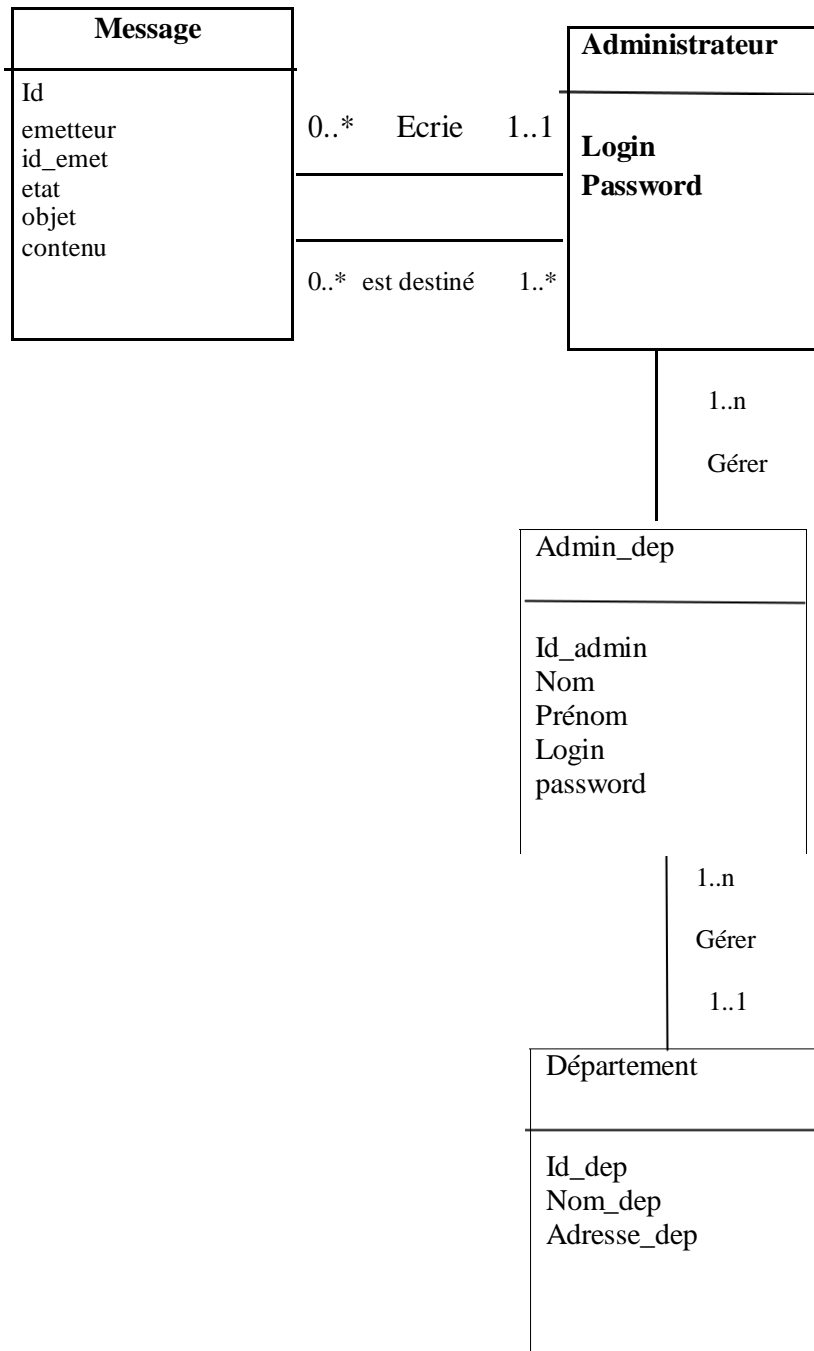 Message
Id
emetteur
id_emet
etat
objet
contenu
0..* Ecrie 1..1
0..* est destiné 1..*
Administrateur
Login
Password
1..n
Gérer
Admin_dep
Id_admin
Nom
Prénom
Login
password
1..n
Gérer
1..1
Département
Id_dep
Nom_dep
Adresse_dep